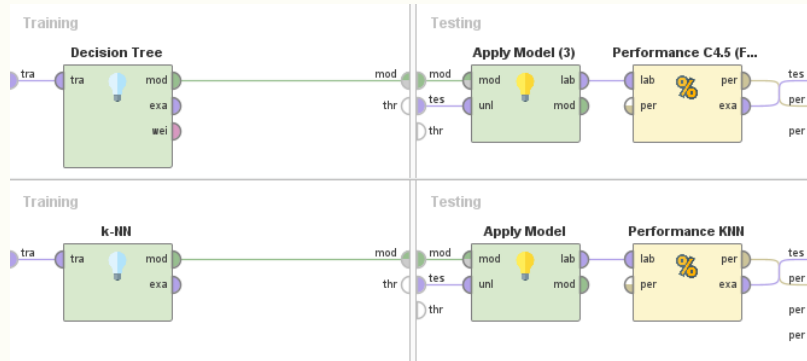 Training
Testing
Decision Tree
Apply Model (3)
Performance C4.5 (F...
tra
tra
mod
mod
mod
mod
lab
lab
per
tes
exa
thr
tes
unl
mod
per
exa
per
wei
thr
per
Training
Testing
k-NN
Apply Model
Performance KNN
tra
tra
mod
mod
mod
mod
lab
lab
per
tes
exa
thr
tes
unl
mod
per
exa
per
thr
per
per